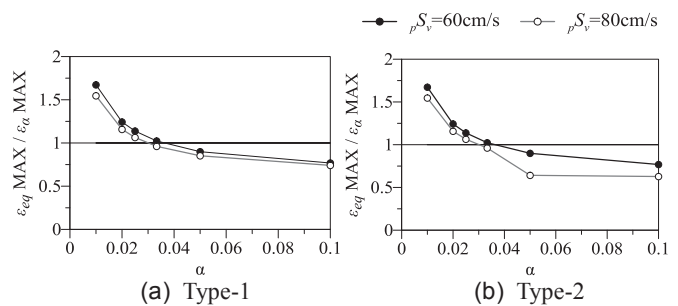 pSv=60cm/s pSv=80cm/s
2
1.5
1
0.5
0
εeq MAX / εα MAX
0 0.02 0.04 0.06 0.08 0.1
α
(a) Type-1
2
1.5
1
0.5
0
εeq MAX / εα MAX
0 0.02 0.04 0.06 0.08 0.1
α
(b) Type-2